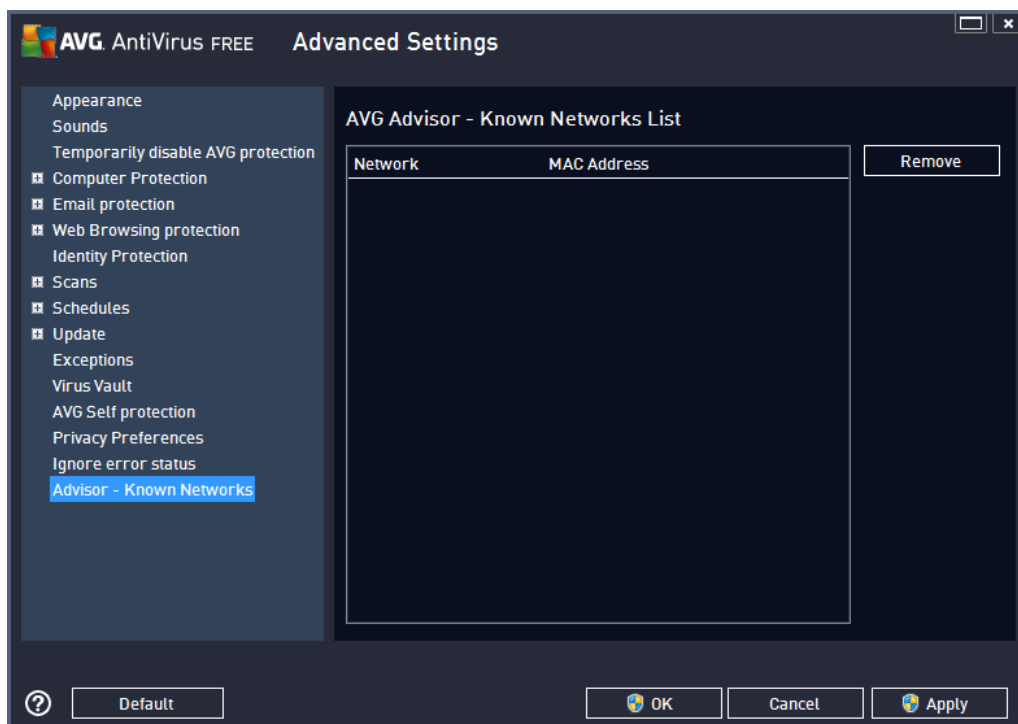 AVG. AntiVirus FREE Advanced Settings
Appearance
Sounds
Temporarily disable AVG protection
Computer Protection
Email protection
Web Browsing protection
Identity Protection
Scans
Schedules
Update
Exceptions
Virus Vault
AVG Self protection
Privacy Preferences
Ignore error status
Advisor - Known Networks
AVG Advisor - Known Networks List
Network MAC Address
Remove
Default
OK
Cancel
Apply